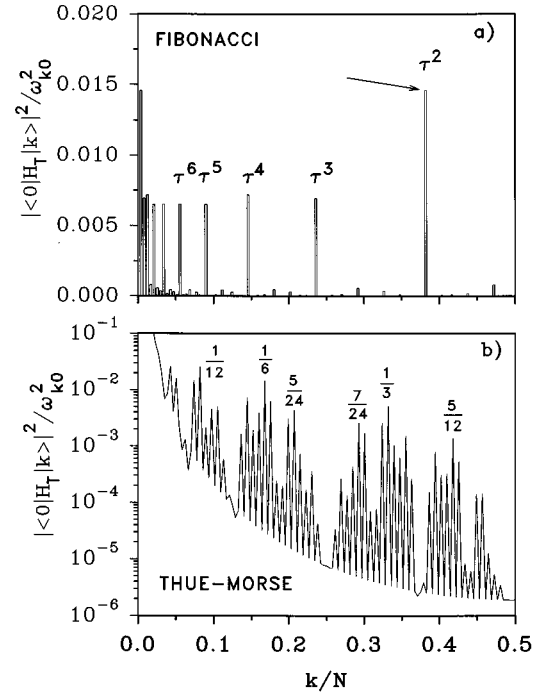 FIBONACCI
a)
τ²
τ⁶ τ⁵ τ⁴ τ³
0.020
0.015
0.010
0.005
0.000
|<0|H_T|k>|²/ω²_k0
b)
1/12
1/6
5/24
7/24
1/3
5/12
10⁻¹
10⁻²
10⁻³
10⁻⁴
10⁻⁵
10⁻⁶
|<0|H_T|k>|²/ω²_k0
THUE-MORSE
0.0 0.1 0.2 0.3 0.4 0.5
k/N